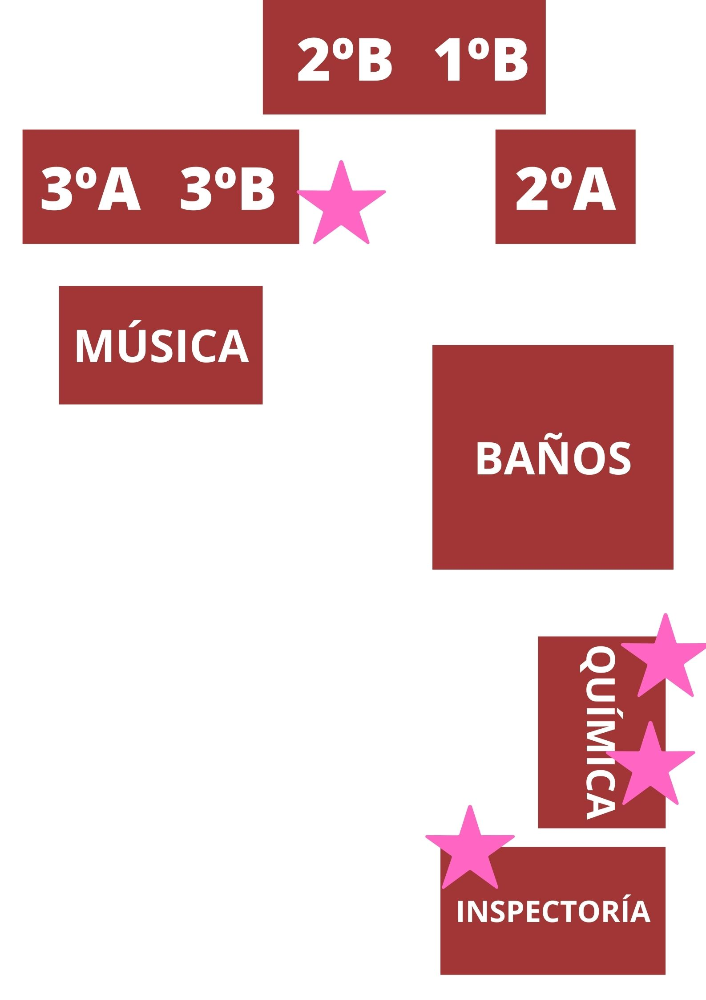 2ºB 1ºB
3ºA 3ºB
2ºA
MÚSICA
BAÑOS
QUÍMICA
INSPECTORÍA